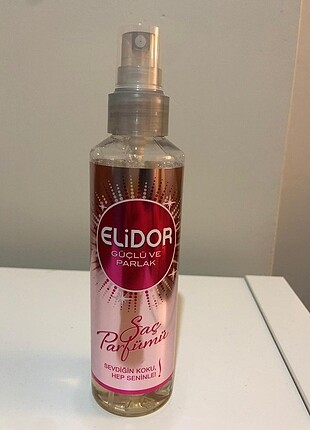 ELiDOR
GÜÇLÜ VE
PARLAK
Saç
Parfümü
SEVDİĞİN KOKU,
HEP SENİNLE!